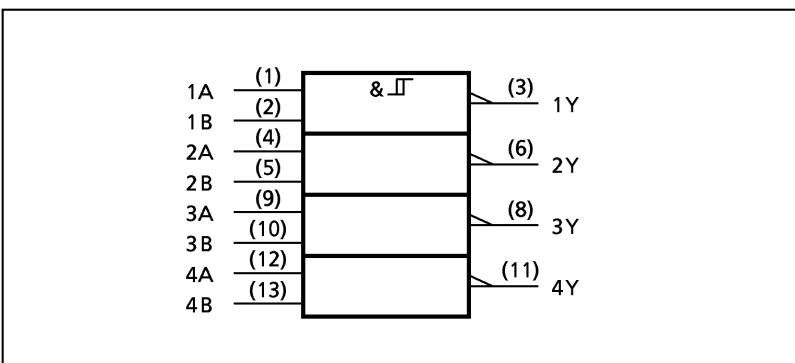 1A (1) & (3) 1Y
1B (2)
2A (4) (6) 2Y
2B (5)
3A (9) (8) 3Y
3B (10)
4A (12) (11) 4Y
4B (13)